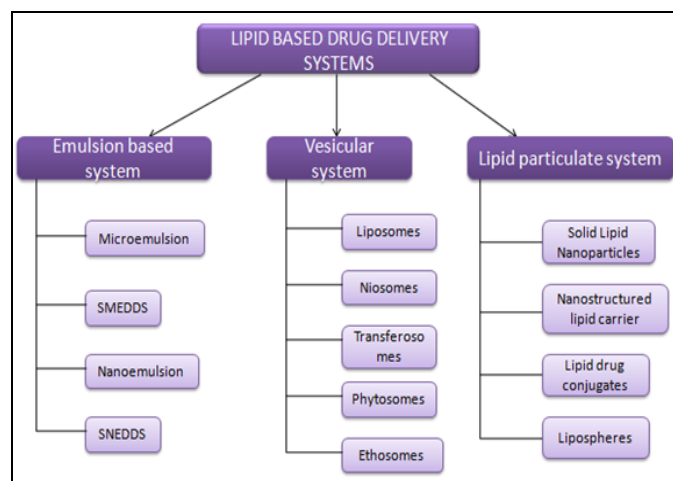 LIPID BASED DRUG DELIVERY
SYSTEMS
Emulsion based
system
Microemulsion
SMEDDS
Nanoemulsion
SNEDDS
Vesicular
system
Liposomes
Niosomes
Transferoso
mes
Phytosomes
Ethosomes
Lipid particulate system
Solid Lipid
Nanoparticles
Nanostructured
lipid carrier
Lipid drug
conjugates
Lipospheres